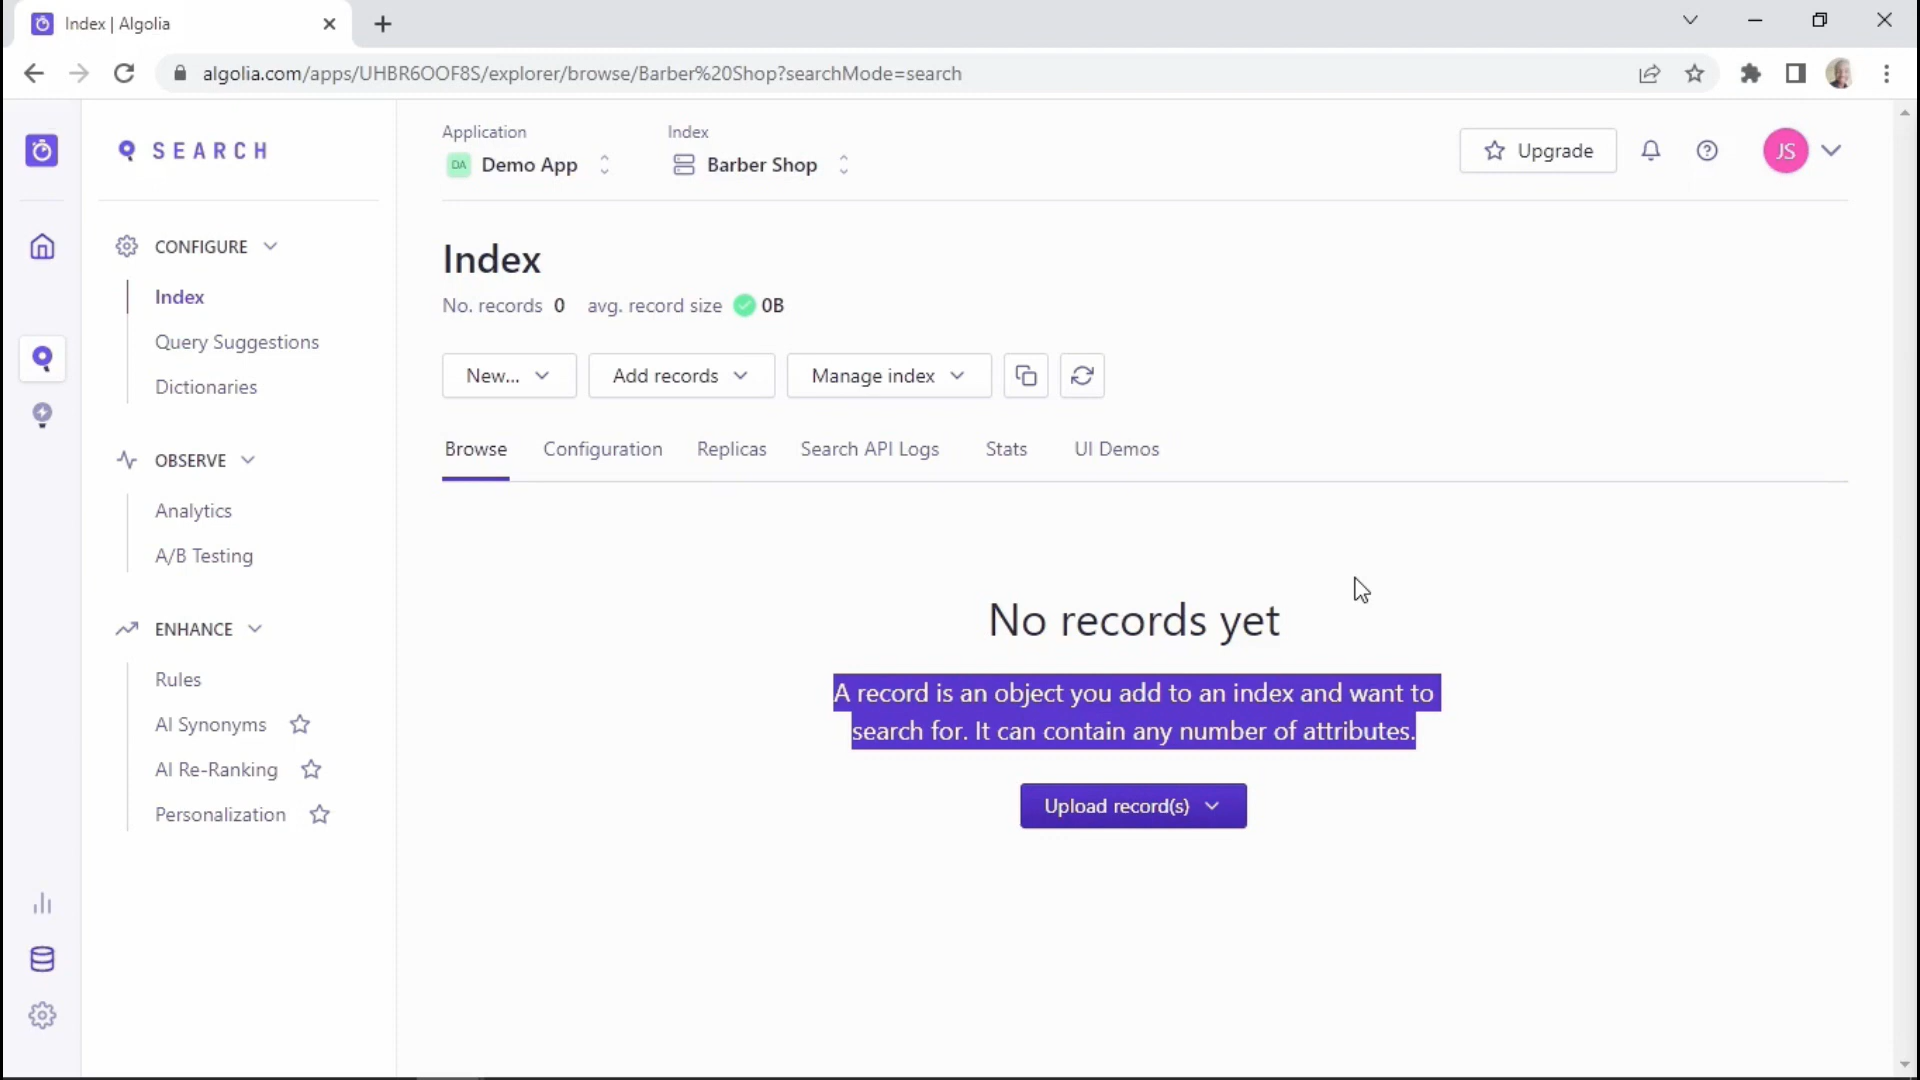 Index | Algolia
algolia.com/apps/UHBR6OOF8S/explorer/browse/Barber%20Shop?searchMode=search
SEARCH
Application
DA Demo App
Index
Barber Shop
Upgrade
JS
CONFIGURE
Index
Query Suggestions
Dictionaries
OBSERVE
Analytics
A/B Testing
ENHANCE
Rules
AI Synonyms
AI Re-Ranking
Personalization
Index
No. records 0 avg. record size 0B
New... Add records Manage index
Browse Configuration Replicas Search API Logs Stats UI Demos
No records yet
A record is an object you add to an index and want to
search for. It can contain any number of attributes.
Upload record(s)